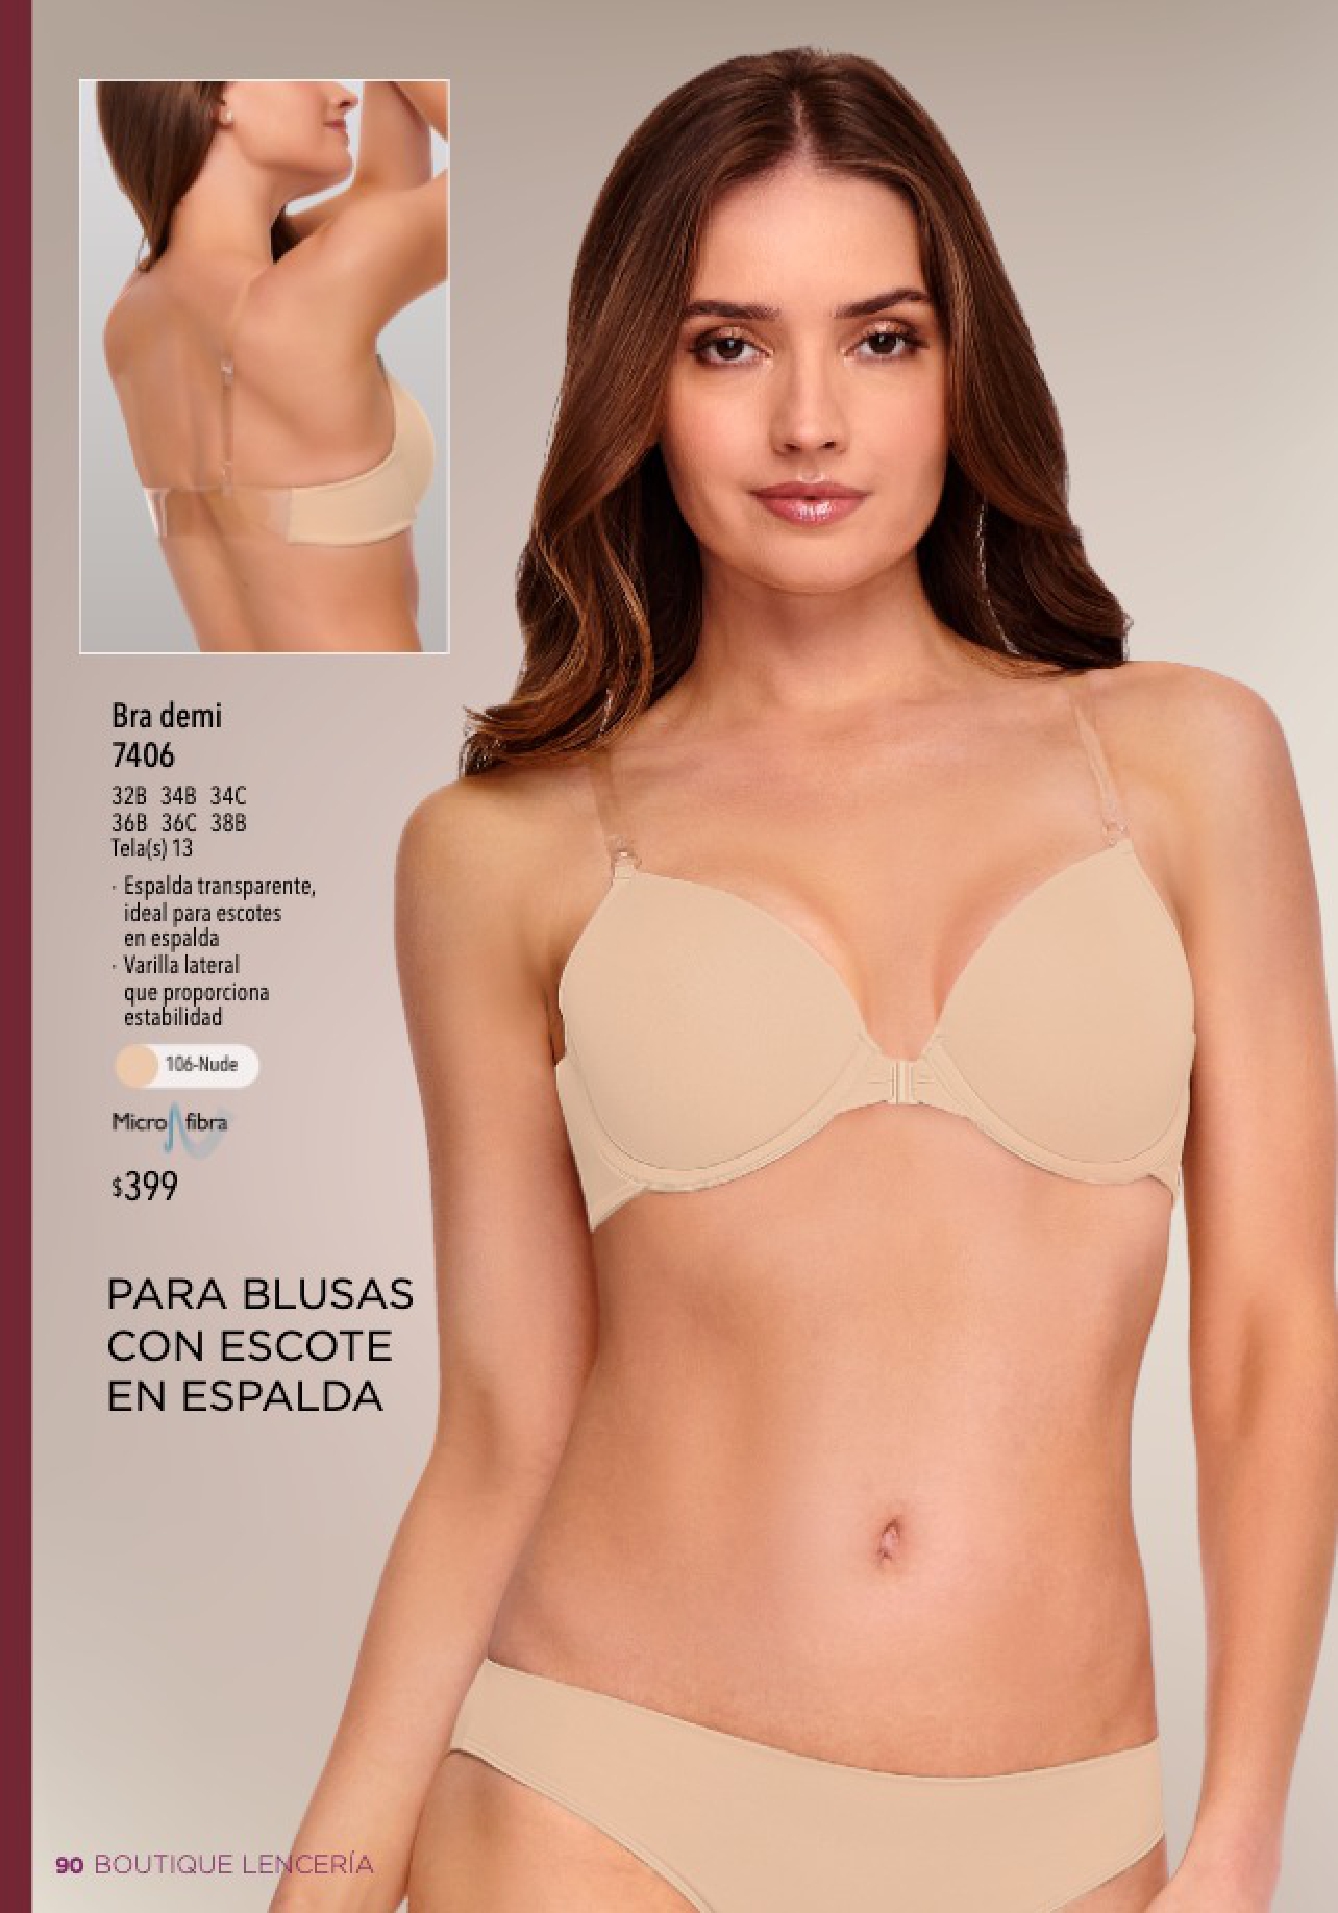 Bra demi
7406
32B 34B 34C
36B 36C 38B
Tela(s) 13
· Espalda transparente,
ideal para escotes
en espalda
· Varilla lateral
que proporciona
estabilidad
106-Nude
Micro fibra
$399
PARA BLUSAS
CON ESCOTE
EN ESPALDA
90 BOUTIQUE LENCERÍA